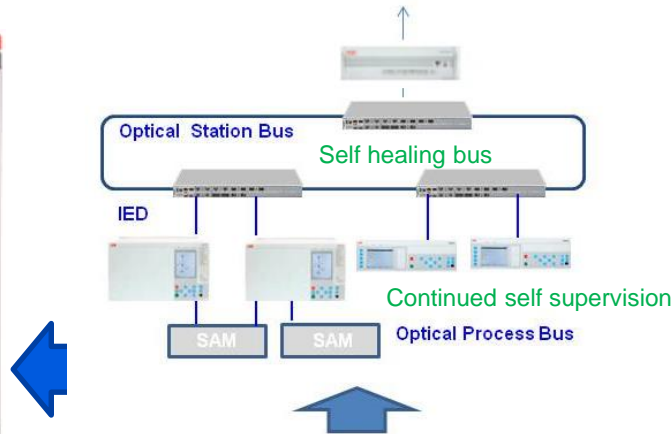 Optical Station Bus
Self healing bus
IED
Continued self supervision
SAM
SAM
Optical Process Bus